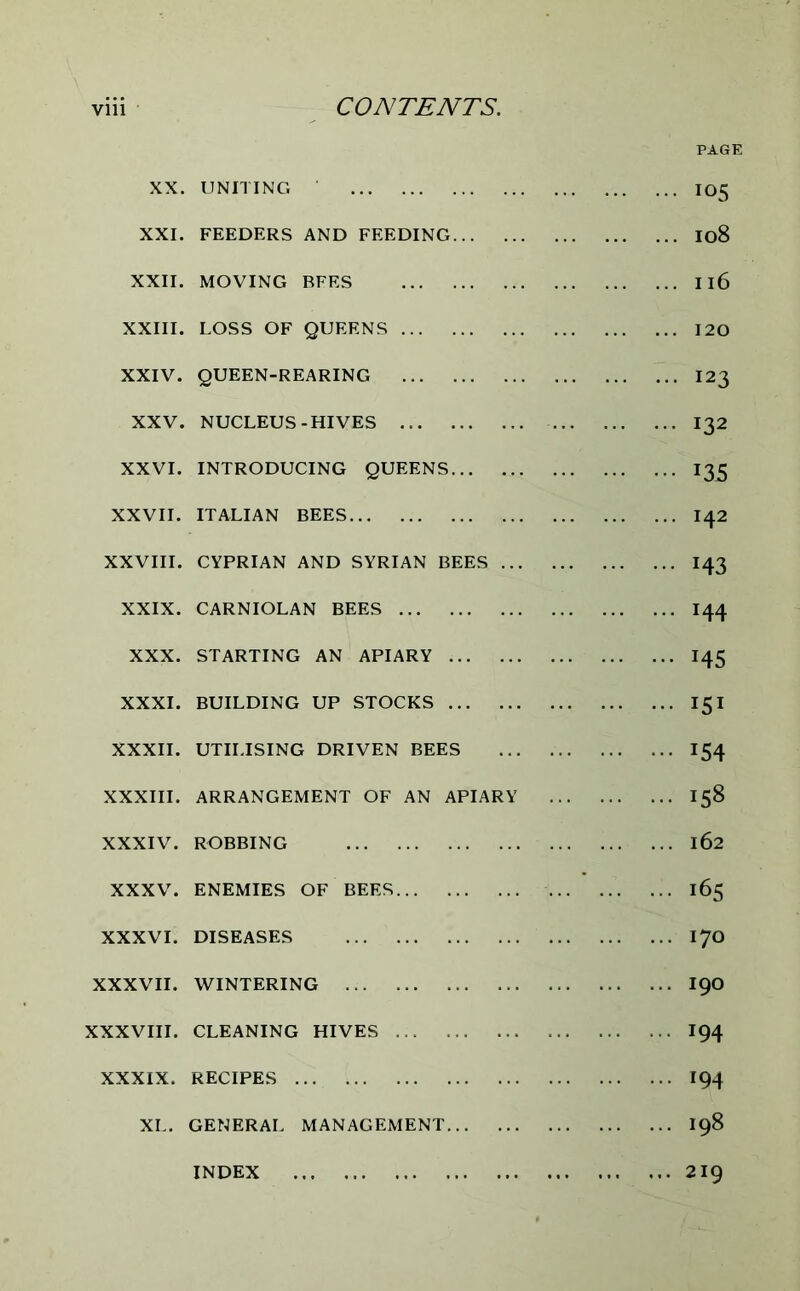 viii CONTENTS.
PAGE
XX. UNITING ... ... ... ... ... ... ... 105
XXI. FEEDERS AND FEEDING... ... ... ... ... 108
XXII. MOVING BEES ... ... ... ... ... ... 116
XXIII. LOSS OF QUEENS ... ... ... ... ... ... 120
XXIV. QUEEN-REARING ... ... ... ... ... ... 123
XXV. NUCLEUS-HIVES ... ... ... ... ... ... 132
XXVI. INTRODUCING QUEENS... ... ... ... ... 135
XXVII. ITALIAN BEES... ... ... ... ... ... ... 142
XXVIII. CYPRIAN AND SYRIAN BEES ... ... ... ... 143
XXIX. CARNIOLAN BEES ... ... ... ... ... ... 144
XXX. STARTING AN APIARY ... ... ... ... ... 145
XXXI. BUILDING UP STOCKS ... ... ... ... ... 151
XXXII. UTILISING DRIVEN BEES ... ... ... ... 154
XXXIII. ARRANGEMENT OF AN APIARY ... ... ... 158
XXXIV. ROBBING ... ... ... ... ... ... ... 162
XXXV. ENEMIES OF BEES... ... ... ... ... ... 165
XXXVI. DISEASES ... ... ... ... ... ... ... 170
XXXVII. WINTERING ... ... ... ... ... ... ... 190
XXXVIII. CLEANING HIVES ... ... ... ... ... ... 194
XXXIX. RECIPES ... ... ... ... ... ... ... ... 194
XL. GENERAL MANAGEMENT... ... ... ... ... 198
INDEX ... ... ... ... ... ... ... ... 219